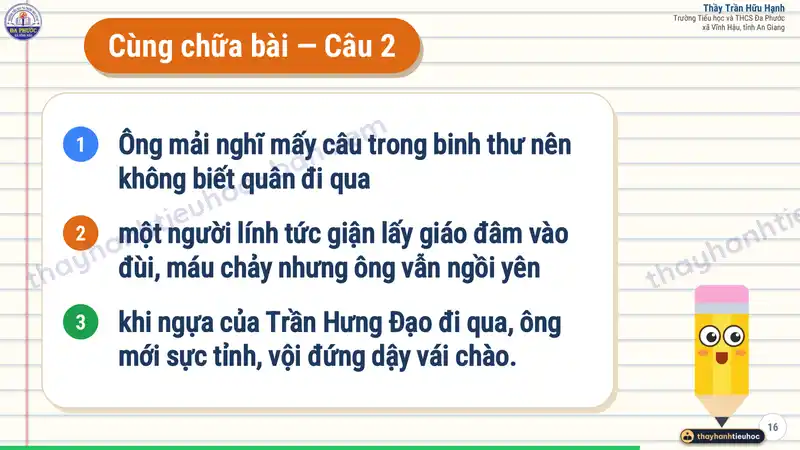 Thầy Trần Hữu Hạnh
Trường Tiểu học và THCS Đa Phước
xã Vĩnh Hậu, tỉnh An Giang
ĐA PHƯỚC
Cùng chữa bài – Câu 2
1 Ông mải nghĩ mấy câu trong binh thư nên
không biết quân đi qua
2 một người lính tức giận lấy giáo đâm vào
đùi, máu chảy nhưng ông vẫn ngồi yên
3 khi ngựa của Trần Hưng Đạo đi qua, ông
mới sực tỉnh, vội đứng dậy vái chào.
16
thayhanhtieuhoc